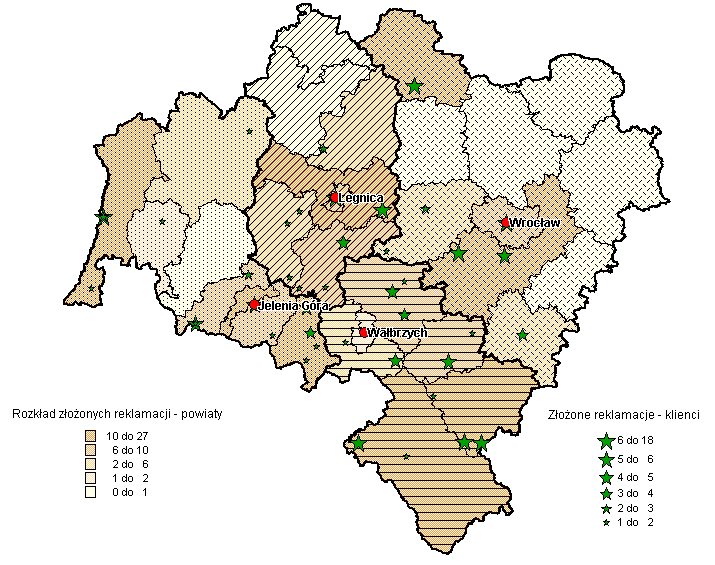 Legnica
Wrocław
Jelenia Góra
Wałbrzych
Rozkład złożonych reklamacji - powiaty
10 do 27
6 do 10
2 do 6
1 do 2
0 do 1
Złożone reklamacje - klienci
6 do 18
5 do 6
4 do 5
3 do 4
2 do 3
1 do 2